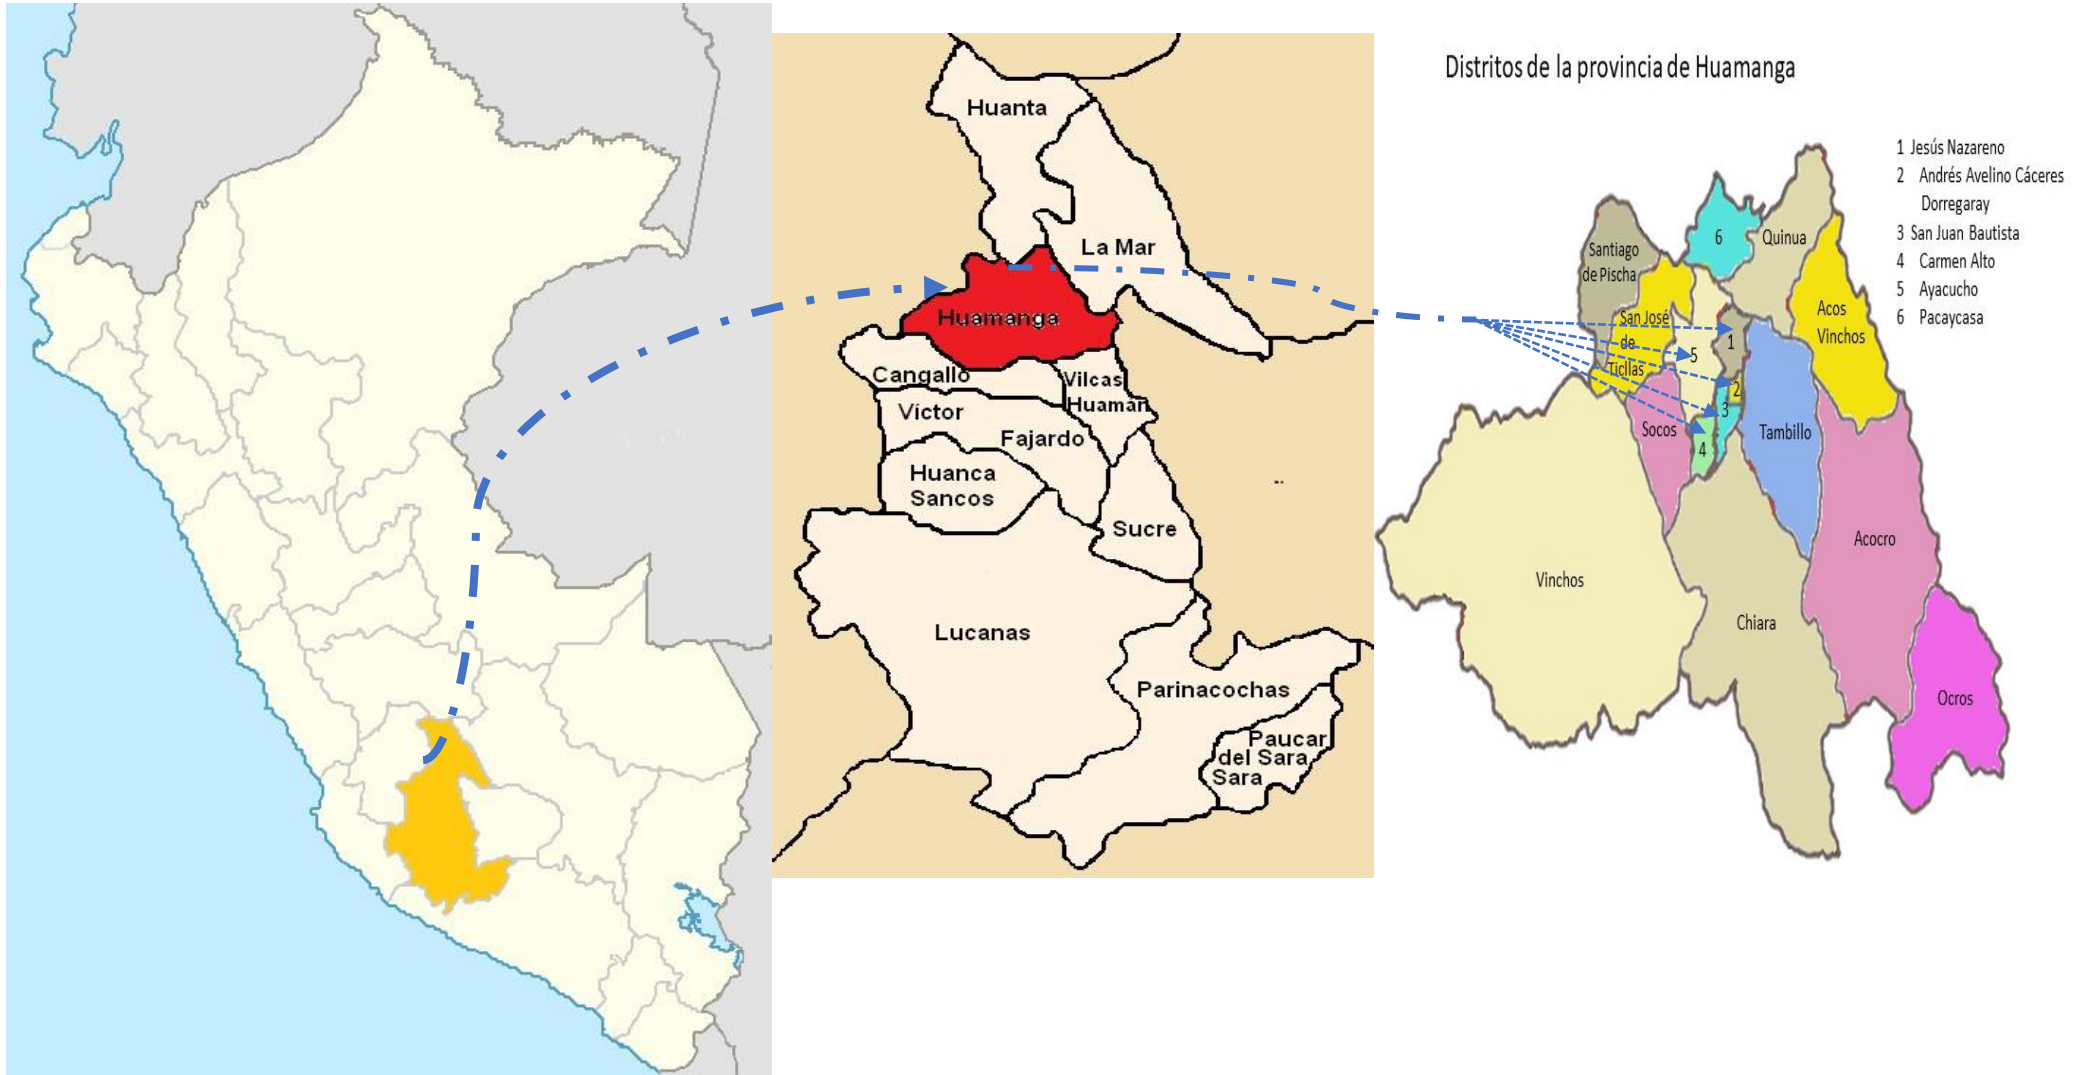 Huanta
La Mar
Huamanga
Cangallo
Vilcas
Huamán
Víctor
Fajardo
Huanca
Sancos
Sucre
Lucanas
Parinacochas
Paucar
del Sara
Sara
Distritos de la provincia de Huamanga
1 Jesús Nazareno
2 Andrés Avelino Cáceres
Dorregaray
3 San Juan Bautista
4 Carmen Alto
5 Ayacucho
6 Pacaycasa
Santiago
de Pischa
6
Quinua
San José
de
Ticllas
Acos
Vinchos
5
1
2
3
4
Socos
Tambillo
Vinchos
Acocro
Chiara
Ocros